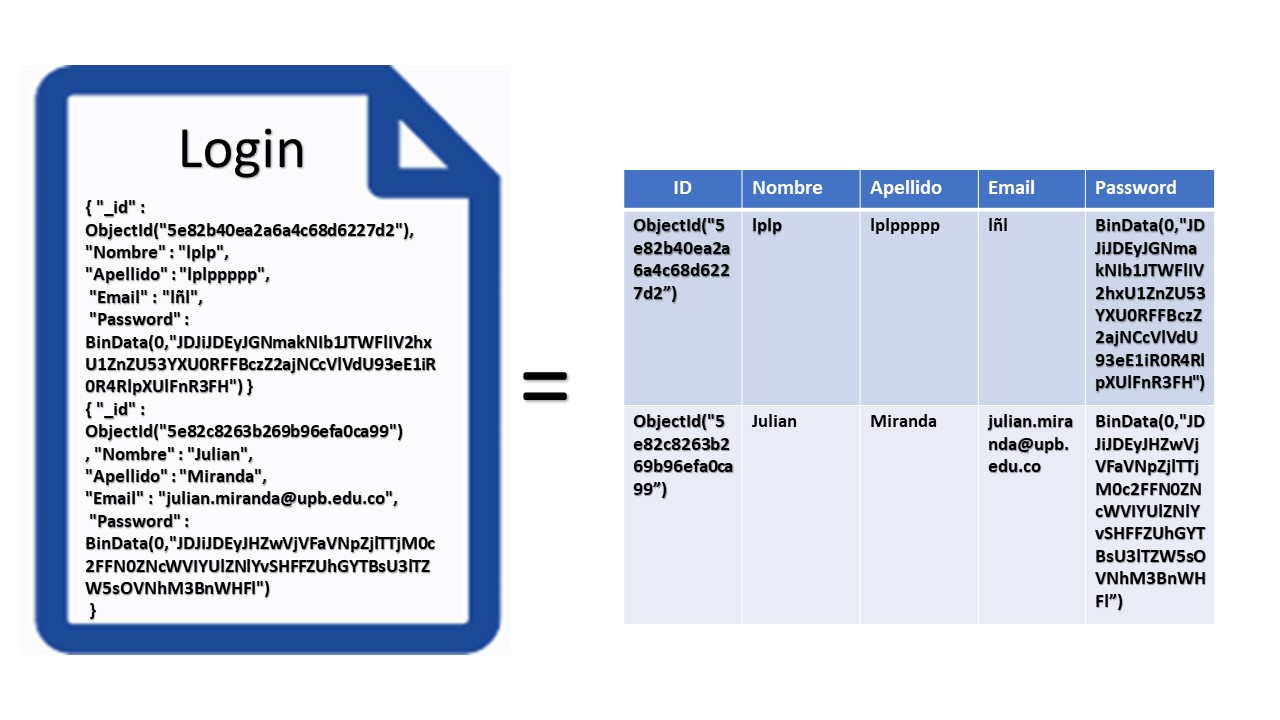 Login
{ "_id" :
ObjectId("5e82b40ea2a6a4c68d6227d2"),
"Nombre" : "lplp",
"Apellido" : "lplppppp",
"Email" : "lñl",
"Password" :
BinData(0,"JDJiJDEyJGNmakNIb1JTWFlIV2hx
U1ZnZU53YXU0RFFBczZ2ajNCcVlVdU93eE1iR
0R4RlpXUlFnR3FH") }
{ "_id" :
ObjectId("5e82c8263b269b96efa0ca99")
, "Nombre" : "Julian",
"Apellido" : "Miranda",
"Email" : "julian.miranda@upb.edu.co",
"Password" :
BinData(0,"JDJiJDEyJHZwVjVFaVNpZjlTTjM0c
2FFN0ZNcWVIYUlZNlYvSHFFZUhGYTBsU3lTZ
W5sOVNhM3BnWHFl")
}
=
ID Nombre Apellido Email Password
ObjectId("5 lplp lplppppp lñl BinData(0,"JD
e82b40ea2a JiJDEyJGNma
6a4c68d622 kNIb1JTWFlIV
7d2”) 2hxU1ZnZU53
YXU0RFFBczZ
2ajNCcVlVdU
93eE1iR0R4Rl
pXUlFnR3FH")
ObjectId("5 Julian Miranda julian.mira BinData(0,"JD
e82c8263b2 nda@upb. JiJDEyJHZwVj
69b96efa0ca edu.co VFaVNpZjlTTj
99”) M0c2FFN0ZN
cWVIYUlZNlY
vSHFFZUhGYT
BsU3lTZW5sO
VNhM3BnWH
Fl”)